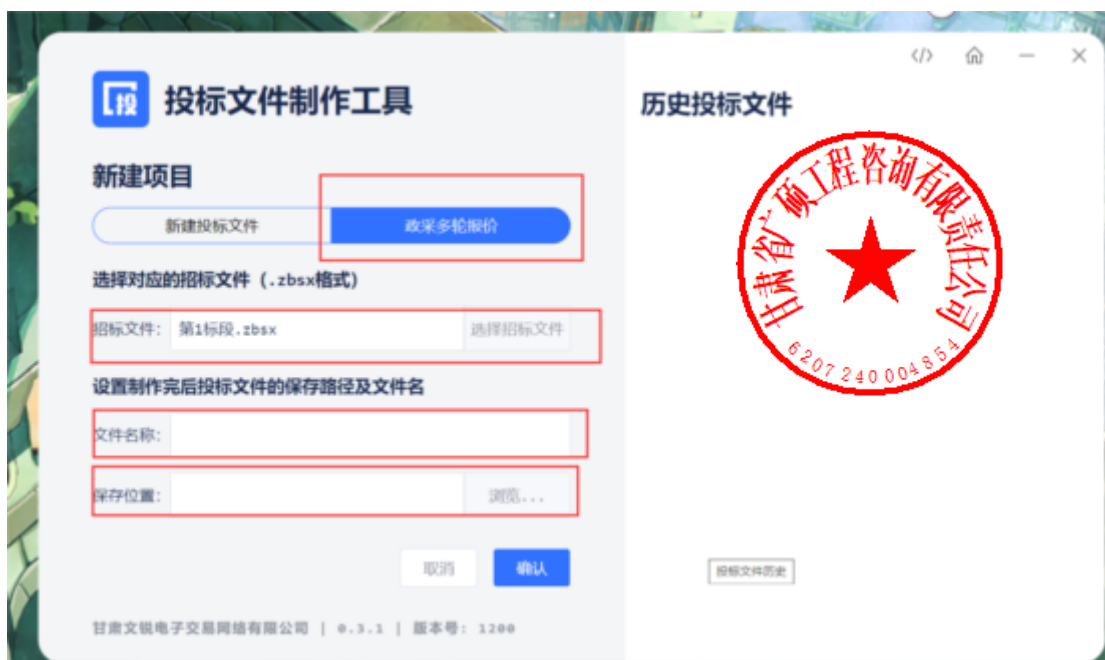 投
投标文件制作工具
新建项目
新建投标文件
政采多轮报价
选择对应的招标文件（.zbsx格式）
招标文件：
第1标段.zbsx
选择招标文件
设置制作完后投标文件的保存路径及文件名
文件名称：
保存位置：
浏览...
取消
确认
甘肃文锐电子交易网络有限公司 | 0.3.1 | 版本号：1200
</>
历史投标文件
甘肃省广硕工程咨询有限责任公司
6207240004854
投标文件历史